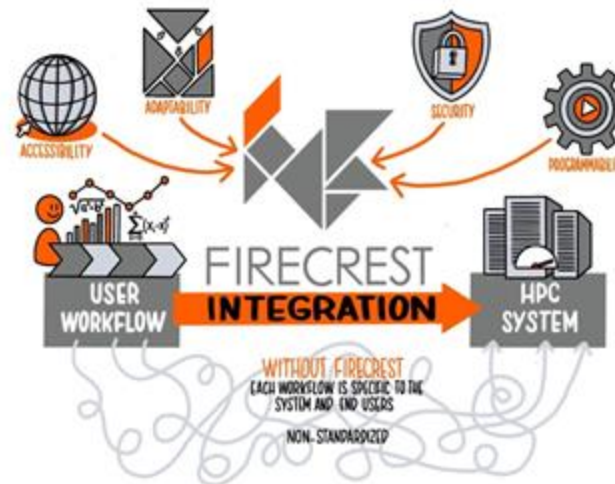 ADAPTABILITY
SECURITY
ACCESSIBILITY
FIRECREST
INTEGRATION
USER
WORKFLOW
HPC
SYSTEM
WITHOUT FIRECREST
EACH WORKFLOW IS SPECIFIC TO THE
SYSTEM AND END USERS
NON-STANDARDIZED